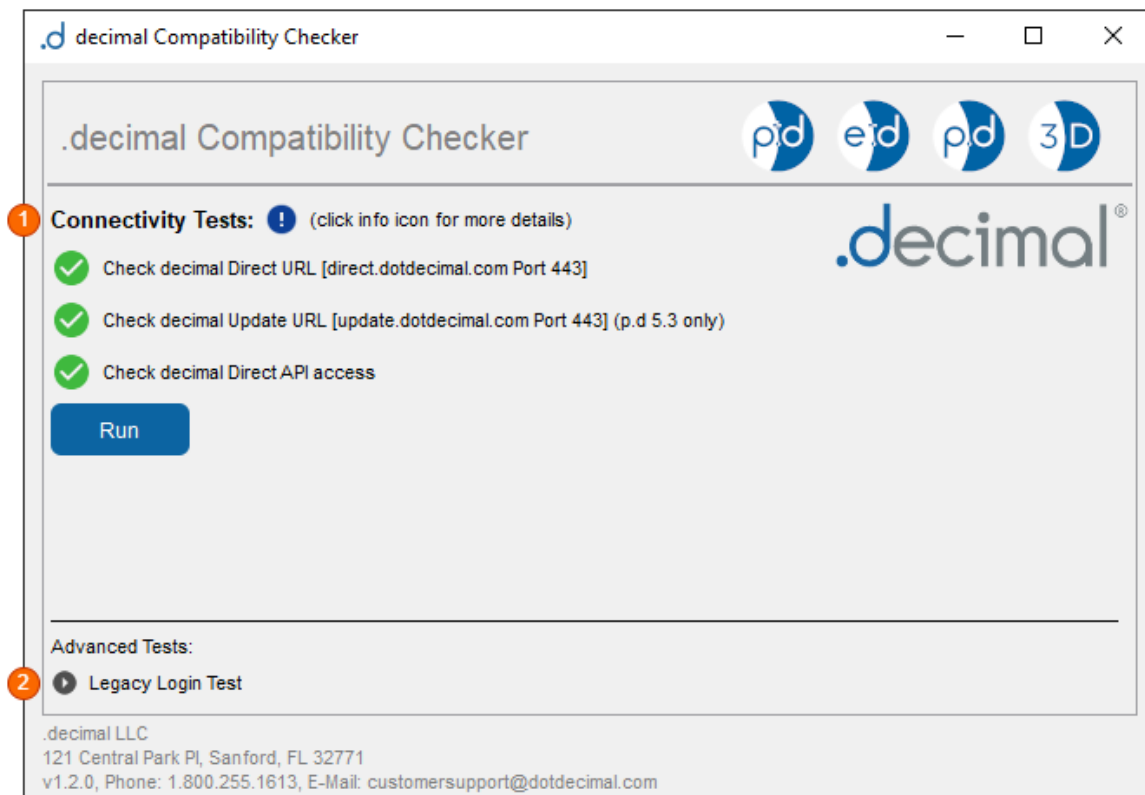 .d decimal Compatibility Checker
.decimal Compatibility Checker
p.d e.d p.d 3D
1 Connectivity Tests: ! (click info icon for more details)
.decimal®
Check decimal Direct URL [direct.dotdecimal.com Port 443]
Check decimal Update URL [update.dotdecimal.com Port 443] (p.d 5.3 only)
Check decimal Direct API access
Run
Advanced Tests:
2 Legacy Login Test
.decimal LLC
121 Central Park Pl, Sanford, FL 32771
v1.2.0, Phone: 1.800.255.1613, E-Mail: customersupport@dotdecimal.com